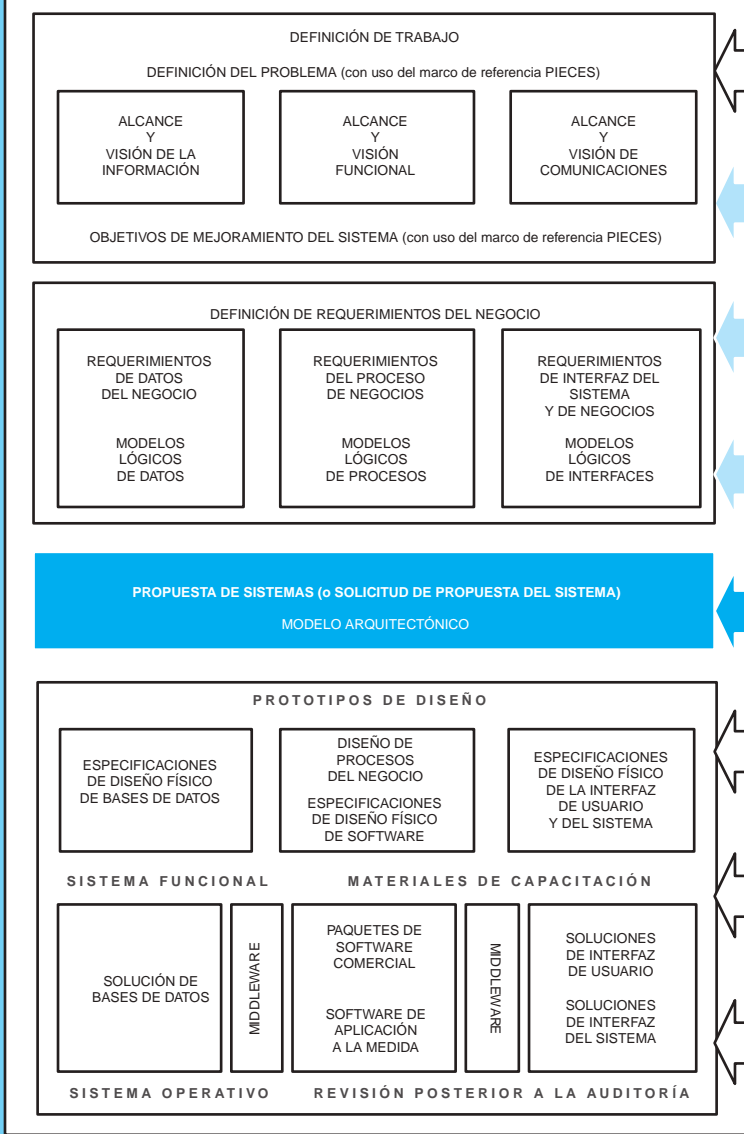 DEFINICIÓN DE TRABAJO
DEFINICIÓN DEL PROBLEMA (con uso del marco de referencia PIECES)
ALCANCE
Y
VISIÓN DE LA
INFORMACIÓN
ALCANCE
Y
VISIÓN
FUNCIONAL
ALCANCE
Y
VISIÓN DE
COMUNICACIONES
OBJETIVOS DE MEJORAMIENTO DEL SISTEMA (con uso del marco de referencia PIECES)
DEFINICIÓN DE REQUERIMIENTOS DEL NEGOCIO
REQUERIMIENTOS
DE DATOS
DEL NEGOCIO
MODELOS
LÓGICOS
DE DATOS
REQUERIMIENTOS
DEL PROCESO
DE NEGOCIOS
MODELOS
LÓGICOS
DE PROCESOS
REQUERIMIENTOS
DE INTERFAZ DEL
SISTEMA
Y DE NEGOCIOS
MODELOS
LÓGICOS
DE INTERFACES
PROPUESTA DE SISTEMAS (o SOLICITUD DE PROPUESTA DEL SISTEMA)
MODELO ARQUITECTÓNICO
PROTOTIPOS DE DISEÑO
ESPECIFICACIONES
DE DISEÑO FÍSICO
DE BASES DE DATOS
DISEÑO DE
PROCESOS
DEL NEGOCIO
ESPECIFICACIONES
DE DISEÑO FÍSICO
DE SOFTWARE
ESPECIFICACIONES
DE DISEÑO FÍSICO
DE LA INTERFAZ
DE USUARIO
Y DEL SISTEMA
SISTEMA FUNCIONAL
MATERIALES DE CAPACITACIÓN
SOLUCIÓN DE
BASES DE DATOS
MIDDLEWARE
PAQUETES DE
SOFTWARE
COMERCIAL
SOFTWARE DE
APLICACIÓN
A LA MEDIDA
MIDDLEWARE
SOLUCIONES
DE INTERFAZ
DE USUARIO
SOLUCIONES
DE INTERFAZ
DEL SISTEMA
SISTEMA OPERATIVO
REVISIÓN POSTERIOR A LA AUDITORÍA